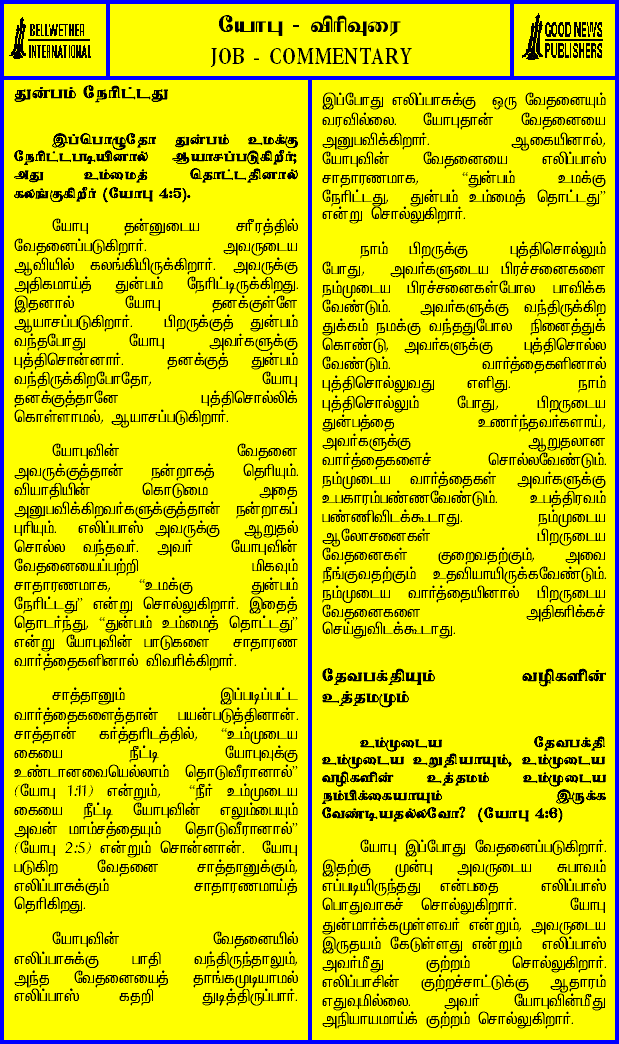 BELLWETHER
INTERNATIONAL
யோபு - விரிவுரை
JOB - COMMENTARY
GOOD NEWS
PUBLISHERS
துன்பம் நேரிட்டது
இப்பொழுதோ துன்பம் உமக்கு
நேரிட்டபடியினால் ஆயாசப்படுகிறீர்;
அது உம்மைத் தொட்டதினால்
கலங்குகிறீர் (யோபு 4:5).
யோபு தன்னுடைய சரீரத்தில்
வேதனைப்படுகிறார். அவருடைய
ஆவியில் கலங்கியிருக்கிறார். அவருக்கு
அதிகமாய்த் துன்பம் நேரிட்டிருக்கிறது.
இதனால் யோபு தனக்குள்ளே
ஆயாசப்படுகிறார். பிறருக்குத் துன்பம்
வந்தபோது யோபு அவர்களுக்கு
புத்திசொன்னார். தனக்குத் துன்பம்
வந்திருக்கிறபோதோ, யோபு
தனக்குத்தானே புத்திசொல்லிக்
கொள்ளாமல், ஆயாசப்படுகிறார்.
யோபுவின் வேதனை
அவருக்குத்தான் நன்றாகத் தெரியும்.
வியாதியின் கொடுமை அதை
அனுபவிக்கிறவர்களுக்குத்தான் நன்றாகப்
புரியும். எலிப்பாஸ் அவருக்கு ஆறுதல்
சொல்ல வந்தவர். அவர் யோபுவின்
வேதனையைப்பற்றி மிகவும்
சாதாரணமாக, “உமக்கு துன்பம்
நேரிட்டது” என்று சொல்லுகிறார். இதைத்
தொடர்ந்து, “துன்பம் உம்மைத் தொட்டது”
என்று யோபுவின் பாடுகளை சாதாரண
வார்த்தைகளினால் விவரிக்கிறார்.
சாத்தானும் இப்படிப்பட்ட
வார்த்தைகளைத்தான் பயன்படுத்தினான்.
சாத்தான் கர்த்தரிடத்தில், “உம்முடைய
கையை நீட்டி யோபுவுக்கு
உண்டானவையெல்லாம் தொடுவீரானால்”
(யோபு 1:11) என்றும், “நீர் உம்முடைய
கையை நீட்டி யோபுவின் எலும்பையும்
அவன் மாம்சத்தையும் தொடுவீரானால்”
(யோபு 2:5) என்றும் சொன்னான். யோபு
படுகிற வேதனை சாத்தானுக்கும்,
எலிப்பாசுக்கும் சாதாரணமாய்த்
தெரிகிறது.
யோபுவின் வேதனையில்
எலிப்பாசுக்கு பாதி வந்திருந்தாலும்,
அந்த வேதனையைத் தாங்கமுடியாமல்
எலிப்பாஸ் கதறி துடித்திருப்பார்.
இப்போது எலிப்பாசுக்கு ஒரு வேதனையும்
வரவில்லை. யோபுதான் வேதனையை
அனுபவிக்கிறார். ஆகையினால்,
யோபுவின் வேதனையை எலிப்பாஸ்
சாதாரணமாக, “துன்பம் உமக்கு
நேரிட்டது, துன்பம் உம்மைத் தொட்டது”
என்று சொல்லுகிறார்.
நாம் பிறருக்கு புத்திசொல்லும்
போது, அவர்களுடைய பிரச்சனைகளை
நம்முடைய பிரச்சனைகள்போல பாவிக்க
வேண்டும். அவர்களுக்கு வந்திருக்கிற
துக்கம் நமக்கு வந்ததுபோல நினைத்துக்
கொண்டு, அவர்களுக்கு புத்திசொல்ல
வேண்டும். வார்த்தைகளினால்
புத்திசொல்லுவது எளிது. நாம்
புத்திசொல்லும் போது, பிறருடைய
துன்பத்தை உணர்ந்தவர்களாய்,
அவர்களுக்கு ஆறுதலான
வார்த்தைகளைச் சொல்லவேண்டும்.
நம்முடைய வார்த்தைகள் அவர்களுக்கு
உபகாரம்பண்ணவேண்டும். உபத்திரவம்
பண்ணிவிடக்கூடாது. நம்முடைய
ஆலோசனைகள் பிறருடைய
வேதனைகள் குறைவதற்கும், அவை
நீங்குவதற்கும் உதவியாயிருக்கவேண்டும்.
நம்முடைய வார்த்தையினால் பிறருடைய
வேதனைகளை அதிகரிக்கச்
செய்துவிடக்கூடாது.
தேவபக்தியும் வழிகளின்
உத்தமமும்
உம்முடைய தேவபக்தி
உம்முடைய உறுதியாயும், உம்முடைய
வழிகளின் உத்தமம் உம்முடைய
நம்பிக்கையாயும் இருக்க
வேண்டியதல்லவோ? (யோபு 4:6)
யோபு இப்போது வேதனைப்படுகிறார்.
இதற்கு முன்பு அவருடைய சுபாவம்
எப்படியிருந்தது என்பதை எலிப்பாஸ்
பொதுவாகச் சொல்லுகிறார். யோபு
துன்மார்க்கமுள்ளவர் என்றும், அவருடைய
இருதயம் கேடுள்ளது என்றும் எலிப்பாஸ்
அவர்மீது குற்றம் சொல்லுகிறார்.
எலிப்பாசின் குற்றச்சாட்டுக்கு ஆதாரம்
எதுவுமில்லை. அவர் யோபுவின்மீது
அநியாயமாய்க் குற்றம் சொல்லுகிறார்.